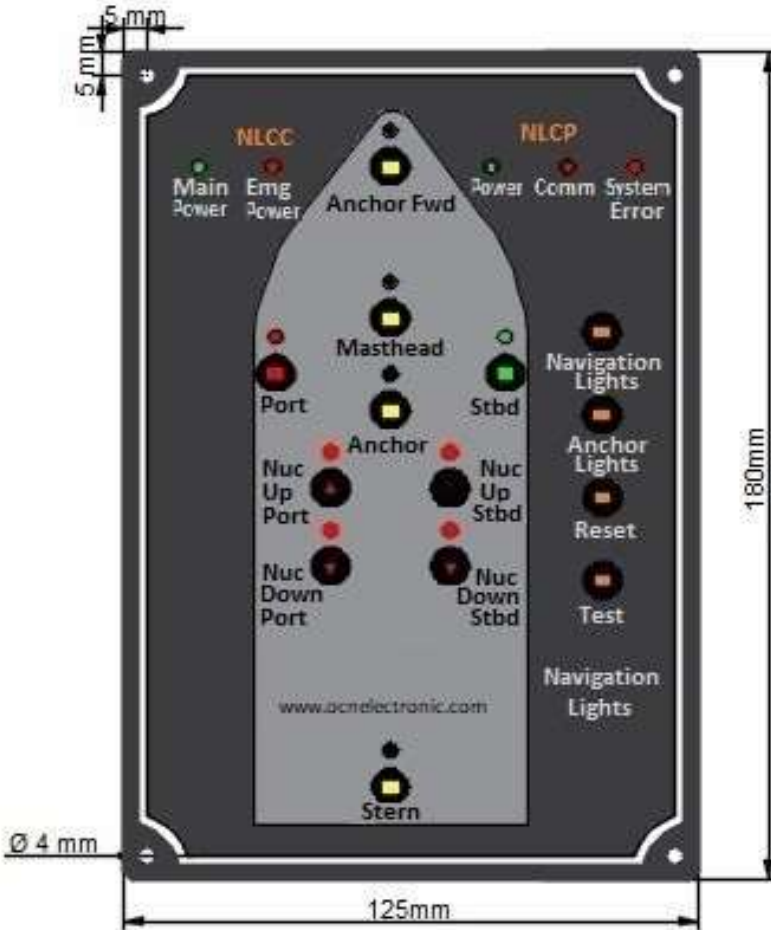 5 mm
5 mm
NLCC
NLCP
Main
Power
Emg
Power
Anchor Fwd
Power
Comm
System
Error
Masthead
Navigation
Lights
Port
Stbd
Anchor
Anchor
Lights
Nuc
Up
Port
Nuc
Up
Stbd
Reset
180mm
Nuc
Down
Port
Nuc
Down
Stbd
Test
Navigation
Lights
www.ocnelectronic.com
Stern
Ø 4 mm
125mm